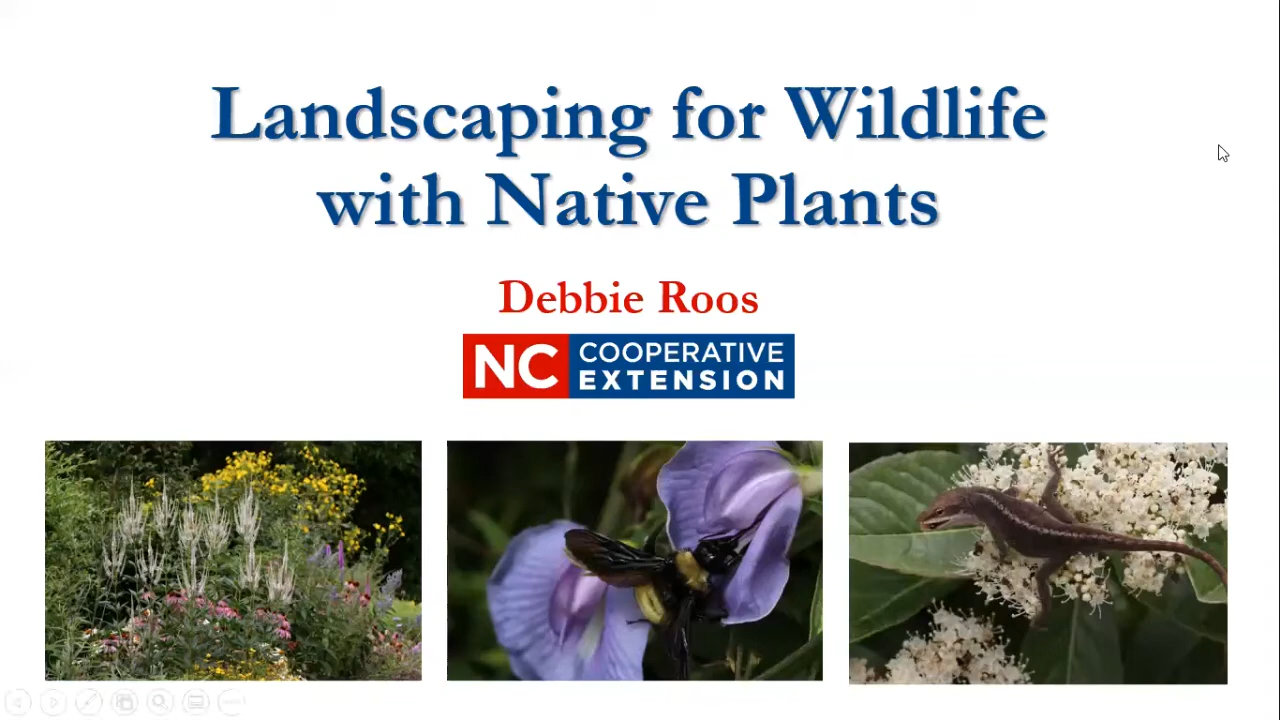 Landscaping for Wildlife
with Native Plants
Debbie Roos
NC COOPERATIVE
EXTENSION